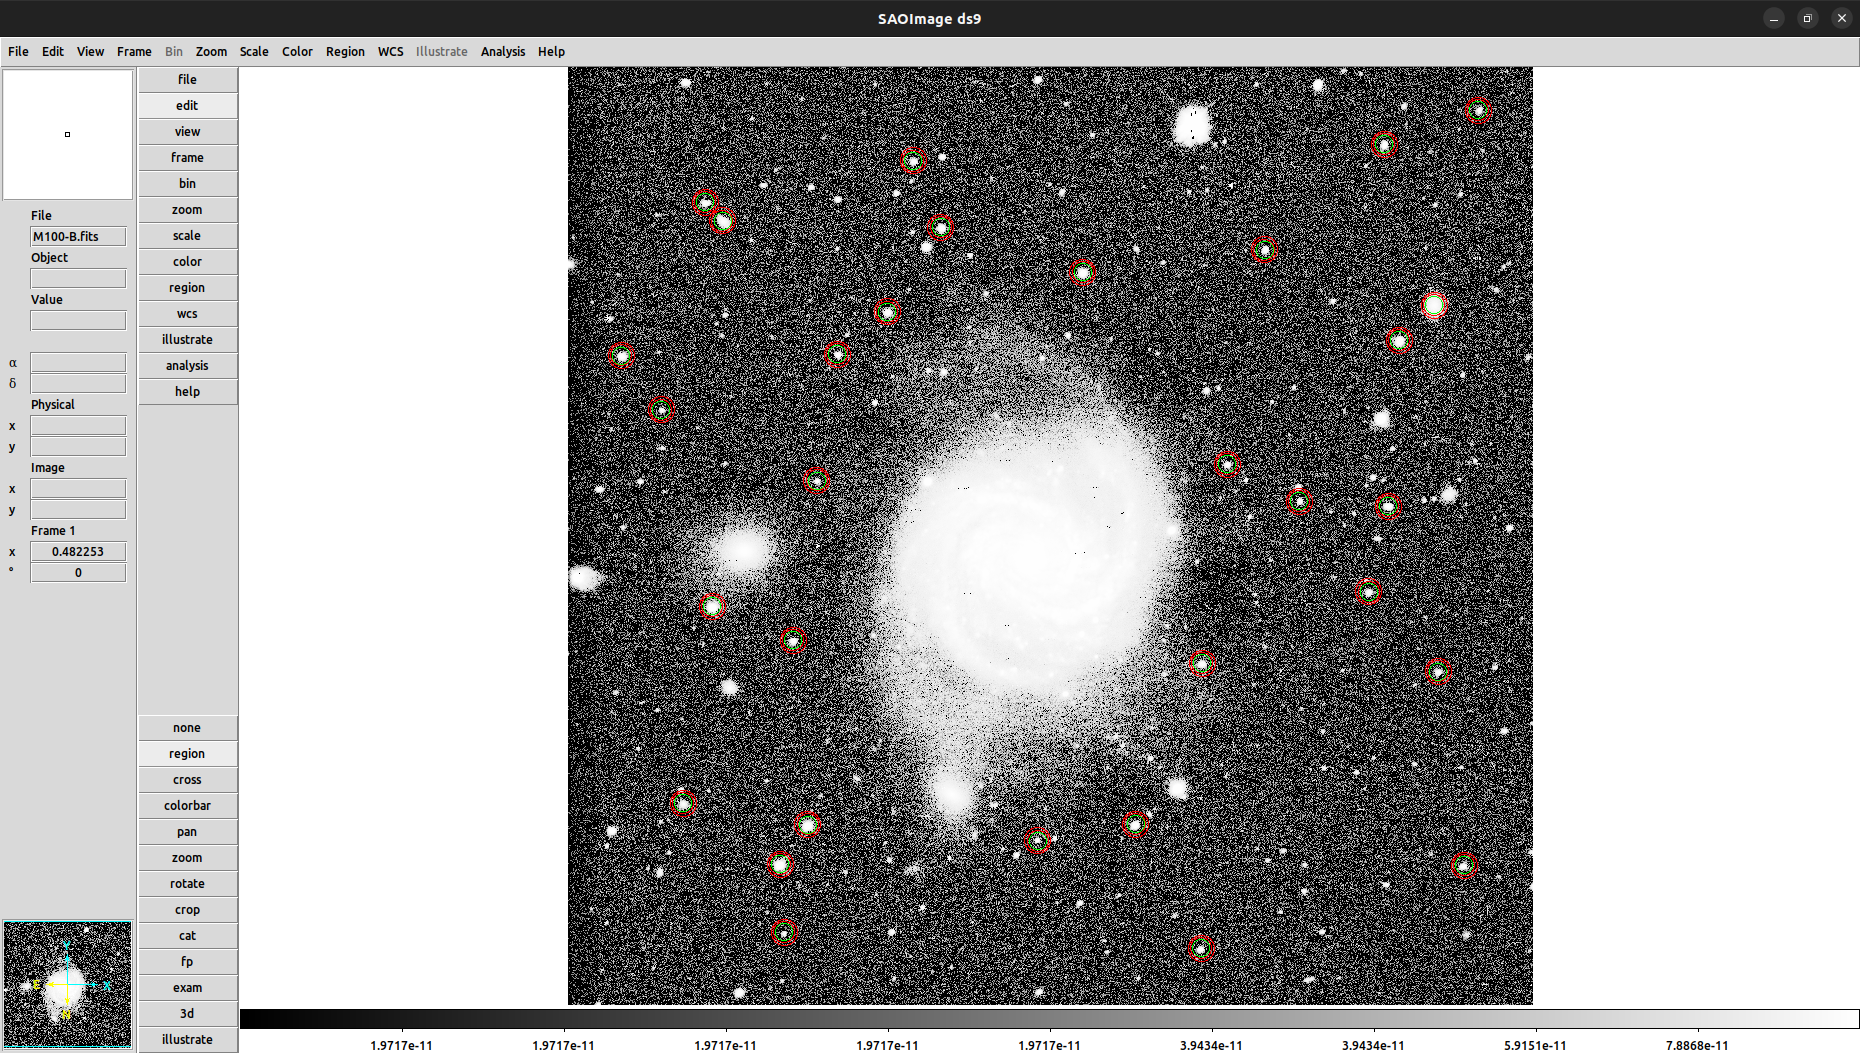 SAOImage ds9
File Edit View Frame Bin Zoom Scale Color Region WCS Illustrate Analysis Help
File
M100-B.fits
Object
Value
α
δ
Physical
x
y
Image
x
y
Frame 1
x 0.482253
° 0
file
edit
view
frame
bin
zoom
scale
color
region
wcs
illustrate
analysis
help
none
region
cross
colorbar
pan
zoom
rotate
crop
cat
fp
exam
3d
illustrate
Y
E
X
N
1.9717e-11 1.9717e-11 1.9717e-11 1.9717e-11 1.9717e-11 3.9434e-11 3.9434e-11 5.9151e-11 7.8868e-11